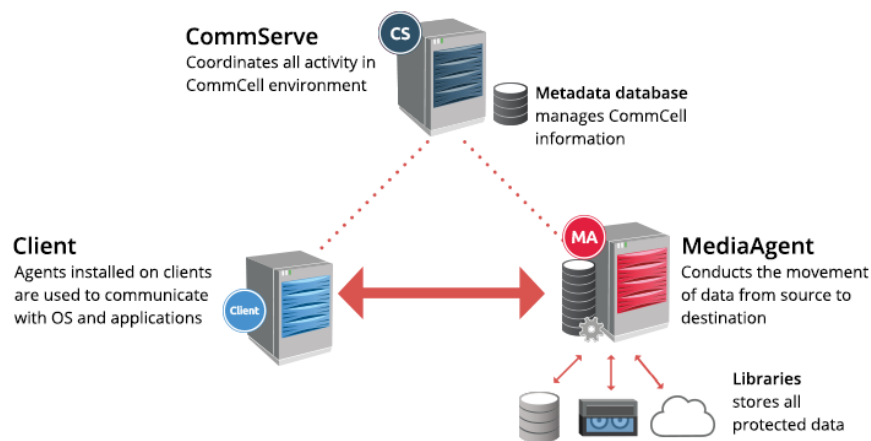 CommServe
CS
Coordinates all activity in
CommCell environment
Metadata database
manages CommCell
information
Client
Agents installed on clients
are used to communicate
with OS and applications
Client
MA
MediaAgent
Conducts the movement
of data from source to
destination
Libraries
stores all
protected data